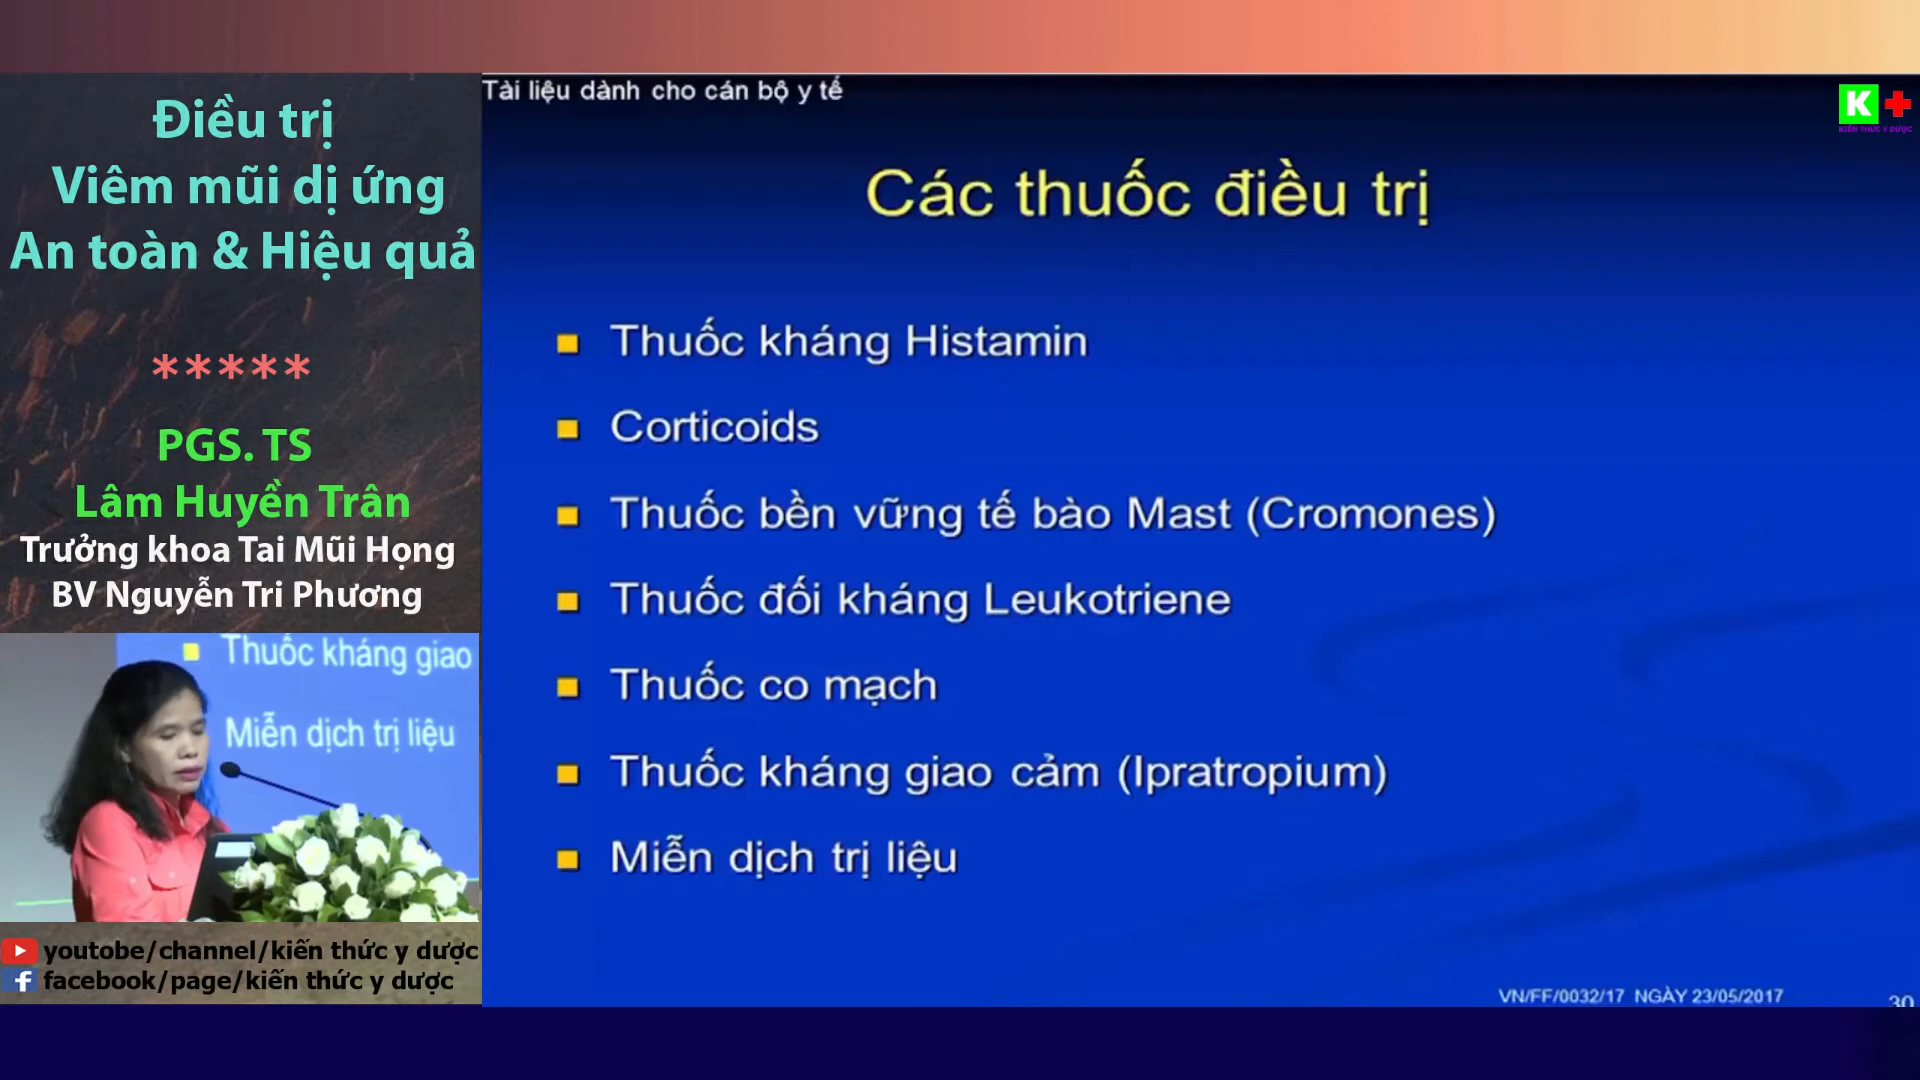 Điều trị
Viêm mũi dị ứng
An toàn & Hiệu quả
*****
PGS. TS
Lâm Huyền Trân
Trưởng khoa Tai Mũi Họng
BV Nguyễn Tri Phương
Thuốc kháng giao
Miễn dịch trị liệu
youtobe/channel/kiến thức y dược
facebook/page/kiến thức y dược
Tài liệu dành cho cán bộ y tế
K+
KIẾN THỨC Y DƯỢC
Các thuốc điều trị
Thuốc kháng Histamin
Corticoids
Thuốc bền vững tế bào Mast (Cromones)
Thuốc đối kháng Leukotriene
Thuốc co mạch
Thuốc kháng giao cảm (Ipratropium)
Miễn dịch trị liệu
VN/FF/0032/17 NGÀY 23/05/2017
30